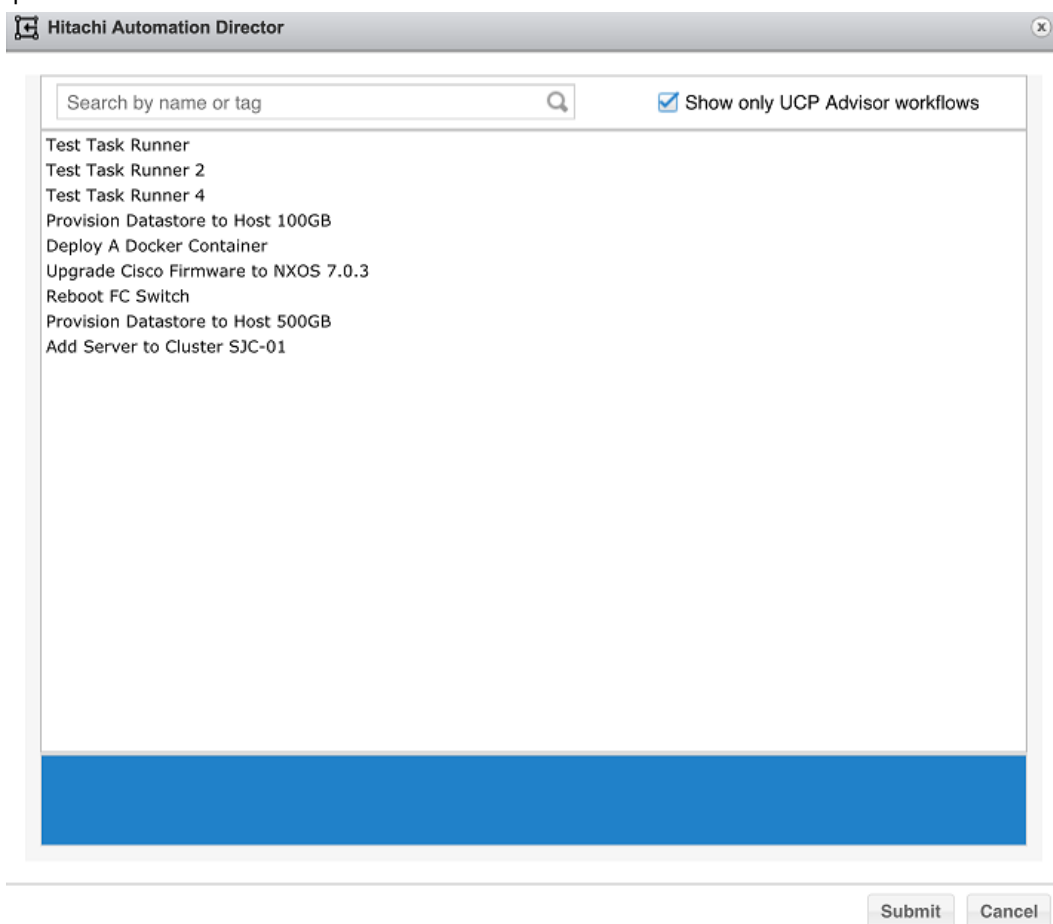 Hitachi Automation Director
Search by name or tag
Show only UCP Advisor workflows
Test Task Runner
Test Task Runner 2
Test Task Runner 4
Provision Datastore to Host 100GB
Deploy A Docker Container
Upgrade Cisco Firmware to NXOS 7.0.3
Reboot FC Switch
Provision Datastore to Host 500GB
Add Server to Cluster SJC-01
Submit Cancel